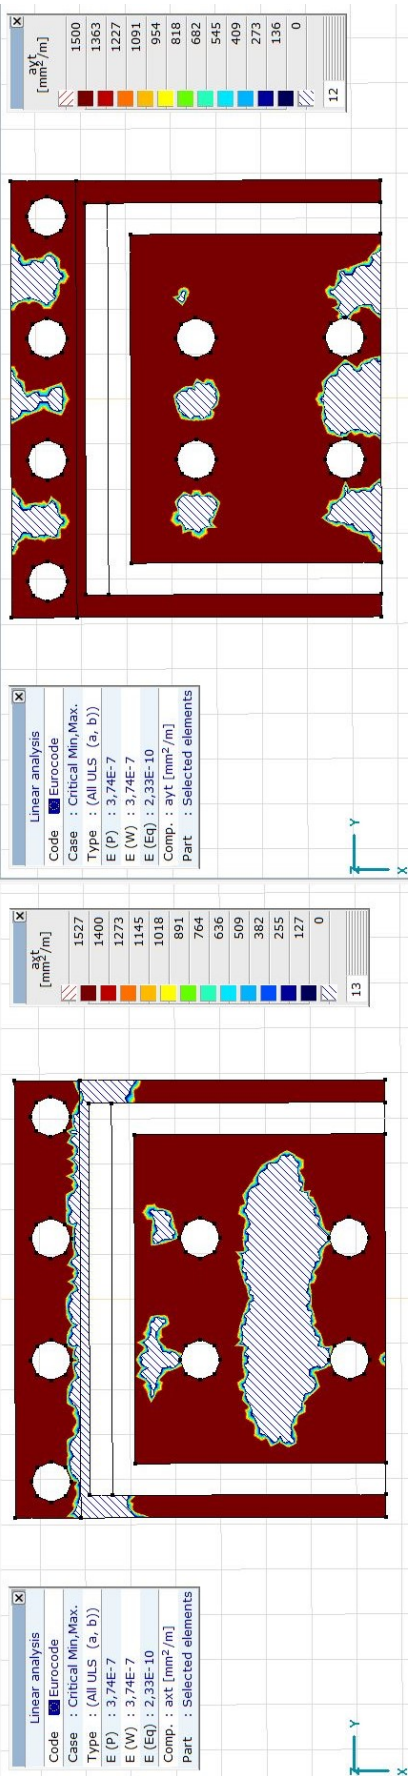 Linear analysis
Code : Eurocode
Case : Critical Min,Max.
Type : (All ULS (a, b))
E (P) : 3,74E-7
E (W) : 3,74E-7
E (Eq) : 2,33E-10
Comp. : axt [mm²/m]
Part : Selected elements
Y
X
axt
[mm²/m]
1527
1400
1273
1145
1018
891
764
636
509
382
255
127
0
13
Linear analysis
Code : Eurocode
Case : Critical Min,Max.
Type : (All ULS (a, b))
E (P) : 3,74E-7
E (W) : 3,74E-7
E (Eq) : 2,33E-10
Comp. : ayt [mm²/m]
Part : Selected elements
Y
X
ayt
[mm²/m]
1500
1363
1227
1091
954
818
682
545
409
273
136
0
12